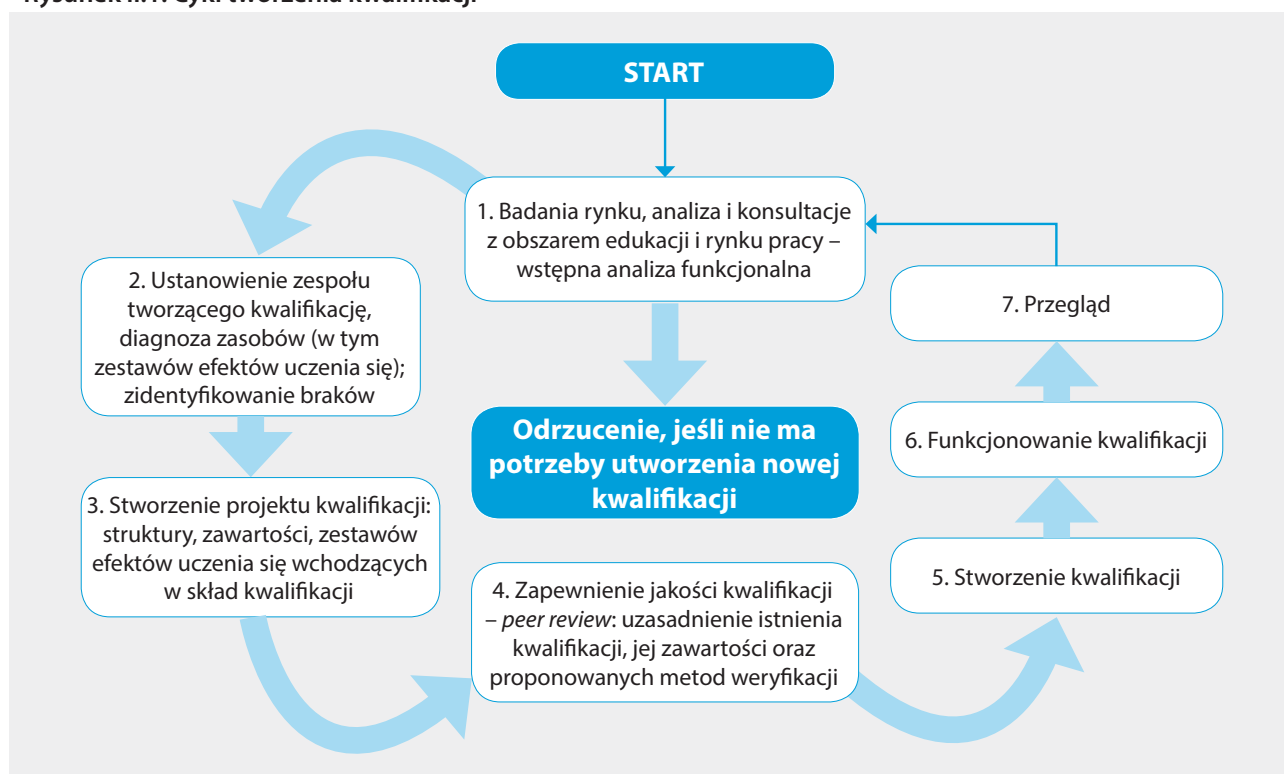 START
1. Badania rynku, analiza i konsultacje
z obszarem edukacji i rynku pracy –
wstępna analiza funkcjonalna
2. Ustanowienie zespołu
tworzącego kwalifikację,
diagnoza zasobów (w tym
zestawów efektów uczenia się);
zidentyfikowanie braków
3. Stworzenie projektu kwalifikacji:
struktury, zawartości, zestawów
efektów uczenia się wchodzących
w skład kwalifikacji
Odrzucenie, jeśli nie ma
potrzeby utworzenia nowej
kwalifikacji
4. Zapewnienie jakości kwalifikacji
– peer review: uzasadnienie istnienia
kwalifikacji, jej zawartości oraz
proponowanych metod weryfikacji
5. Stworzenie kwalifikacji
6. Funkcjonowanie kwalifikacji
7. Przegląd